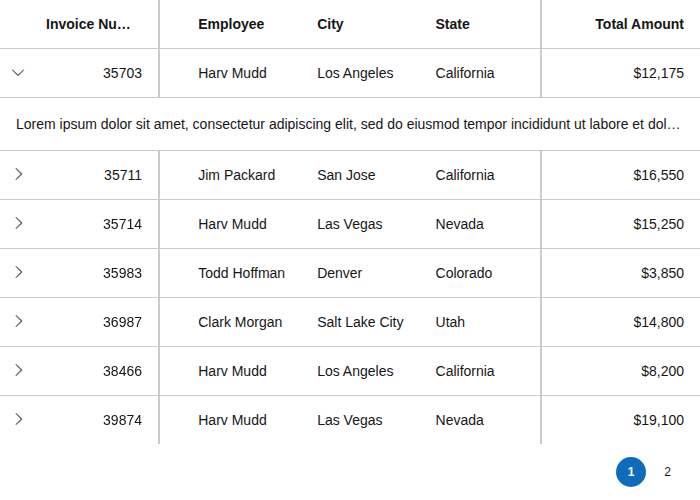 Invoice Nu… Employee City State Total Amount
35703 Harv Mudd Los Angeles California $12,175
Lorem ipsum dolor sit amet, consectetur adipiscing elit, sed do eiusmod tempor incididunt ut labore et dol…
35711 Jim Packard San Jose California $16,550
35714 Harv Mudd Las Vegas Nevada $15,250
35983 Todd Hoffman Denver Colorado $3,850
36987 Clark Morgan Salt Lake City Utah $14,800
38466 Harv Mudd Los Angeles California $8,200
39874 Harv Mudd Las Vegas Nevada $19,100
1 2